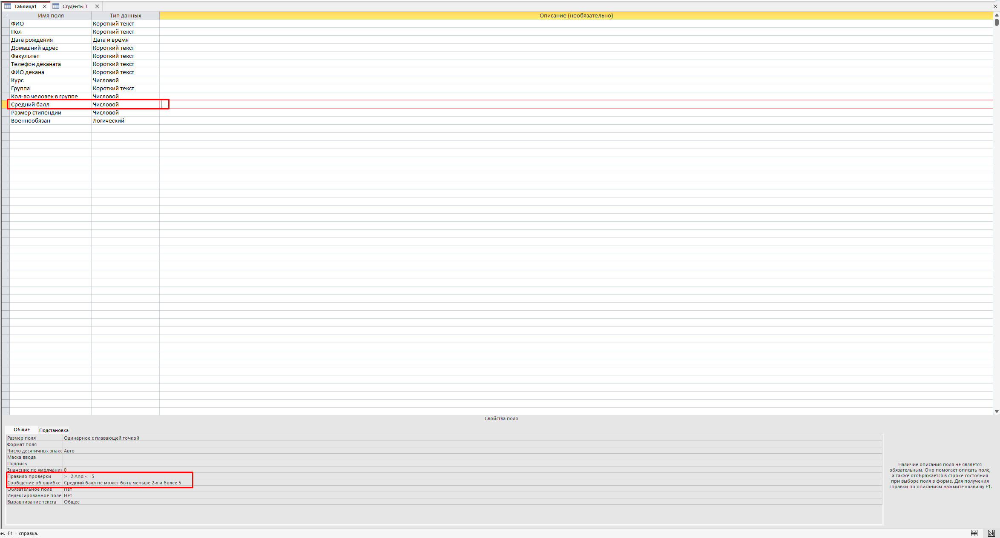 Таблица1 Студенты-Т
Имя поля Тип данных Описание (необязательно)
ФИО Короткий текст
Пол Короткий текст
Дата рождения Дата и время
Домашний адрес Короткий текст
Факультет Короткий текст
Телефон деканата Короткий текст
ФИО декана Короткий текст
Курс Числовой
Группа Короткий текст
Кол-во человек в группе Числовой
Средний балл Числовой
Размер стипендии Числовой
Военнообязан Логический
Свойства поля
Общие Подстановка
Размер поля Одинарное с плавающей точкой
Формат поля
Число десятичных знакс Авто
Маска ввода
Подпись
Значение по умолчаник 0
Правило проверки >=2 And <=5
Сообщение об ошибке Средний балл не может быть меньше 2-х и более 5
Обязательное поле Нет
Индексированное поле Нет
Выравнивание текста Общее
Наличие описания поля не является
обязательным. Оно помогает описать поле,
а также отображается в строке состояния
при выборе поля в форме. Для получения
справки по описаниям нажмите клавишу F1.
он. F1 = справка.